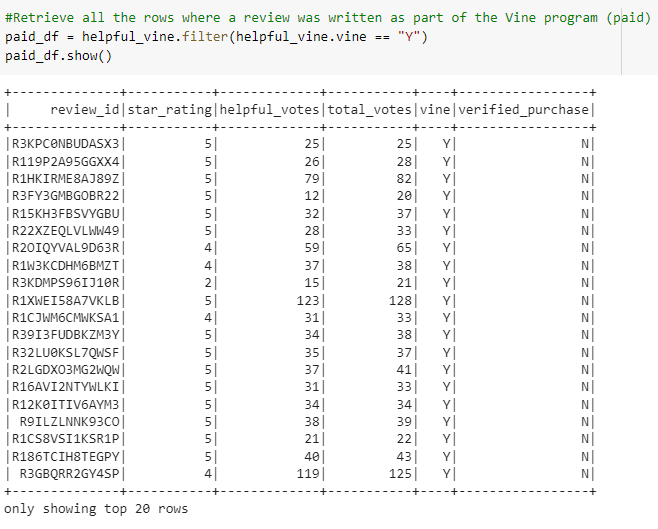 #Retrieve all the rows where a review was written as part of the Vine program (paid)
paid_df = helpful_vine.filter(helpful_vine.vine == "Y")
paid_df.show()
+--------------+-----------+-------------+-----------+----+-----------------+
|     review_id|star_rating|helpful_votes|total_votes|vine|verified_purchase|
+--------------+-----------+-------------+-----------+----+-----------------+
|R3KPC0NBUDASX3|          5|           25|         25|   Y|                N|
|R119P2A95GGXX4|          5|           26|         28|   Y|                N|
|R1HKIRME8AJ89Z|          5|           79|         82|   Y|                N|
|R3FY3GMBGOBR22|          5|           12|         20|   Y|                N|
|R15KH3FBSVYGBU|          5|           32|         37|   Y|                N|
|R22XZEQLVLWW49|          5|           28|         33|   Y|                N|
|R2OIQYVAL9D63R|          4|           59|         65|   Y|                N|
|R1W3KCDHM6BMZT|          4|           37|         38|   Y|                N|
|R3KDMPS96IJ10R|          2|           15|         21|   Y|                N|
|R1XWEI58A7VKLB|          5|          123|        128|   Y|                N|
|R1CJWM6CMWKSA1|          4|           31|         33|   Y|                N|
|R39I3FUDBKZM3Y|          5|           34|         38|   Y|                N|
|R32LU0KSL7QWSF|          5|           35|         37|   Y|                N|
|R2LGDXO3MG2WQW|          5|           37|         41|   Y|                N|
|R16AVI2NTYWLKI|          5|           31|         33|   Y|                N|
|R12K0ITIV6AYM3|          5|           34|         34|   Y|                N|
| R9ILZLNNK93CO|          5|           38|         39|   Y|                N|
|R1CS8VSI1KSR1P|          5|           21|         22|   Y|                N|
|R186TCIH8TEGPY|          5|           40|         43|   Y|                N|
| R3GBQRR2GY4SP|          4|          119|        125|   Y|                N|
+--------------+-----------+-------------+-----------+----+-----------------+
only showing top 20 rows